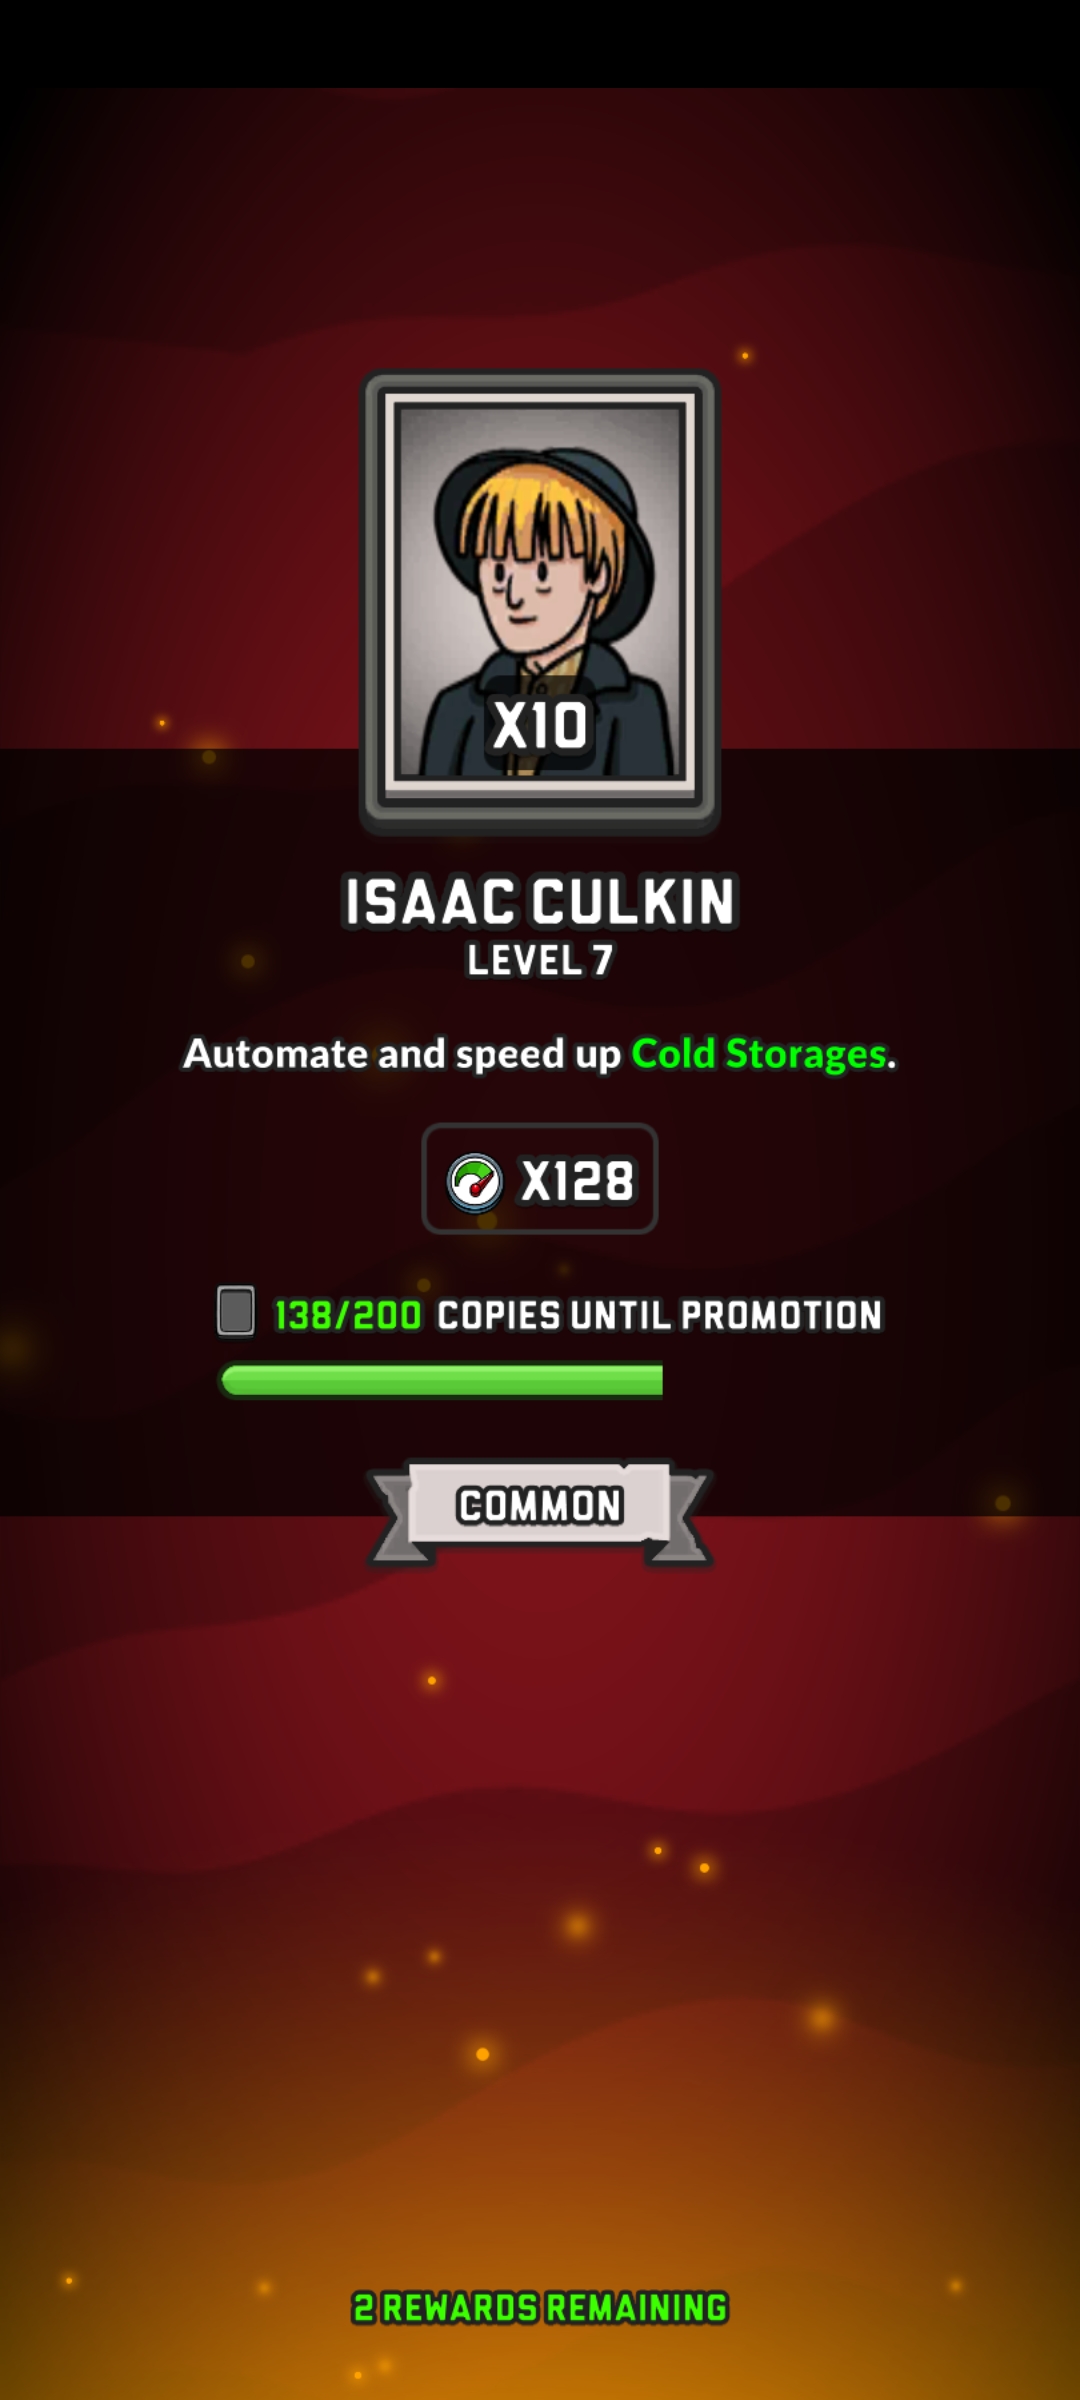 X10
ISAAC CULKIN
LEVEL 7
Automate and speed up Cold Storages.
X128
138/200 COPIES UNTIL PROMOTION
COMMON
2 REWARDS REMAINING